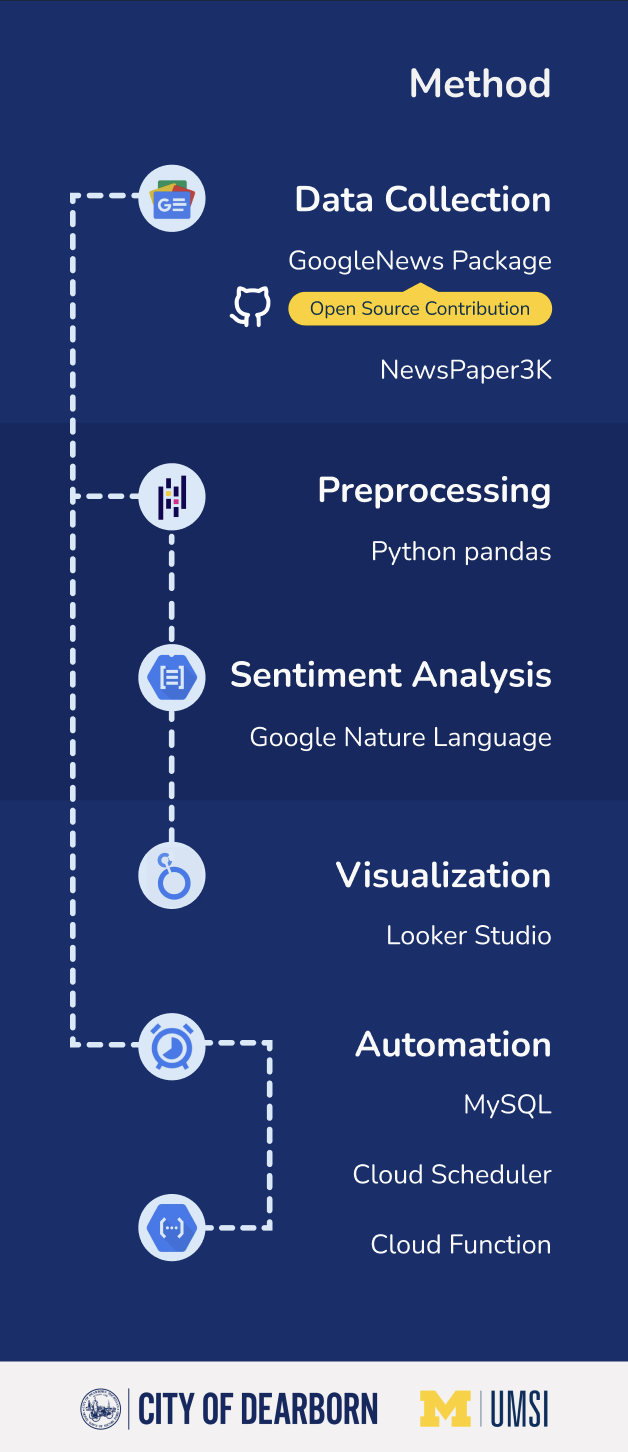 Method
Data Collection
GoogleNews Package
Open Source Contribution
NewsPaper3K
Preprocessing
Python pandas
Sentiment Analysis
Google Nature Language
Visualization
Looker Studio
Automation
MySQL
Cloud Scheduler
Cloud Function
CITY OF DEARBORN
M UMSI